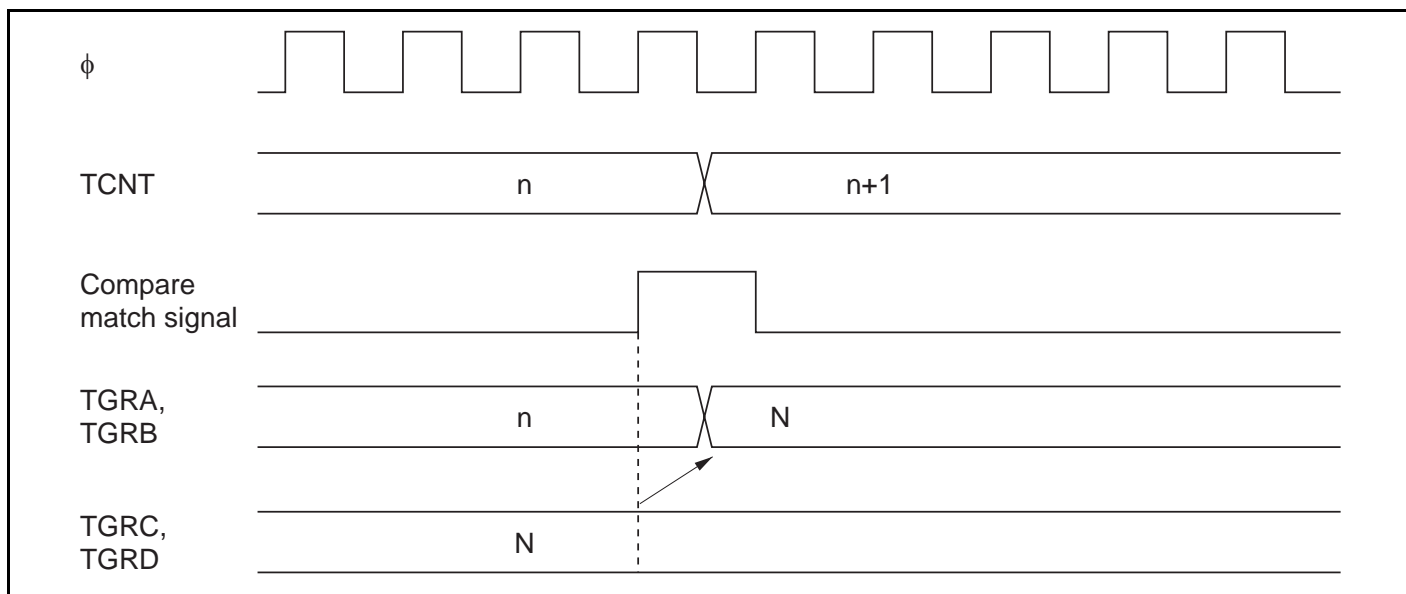 ϕ
TCNT
n
n+1
Compare
match signal
TGRA,
TGRB
n
N
TGRC,
TGRD
N